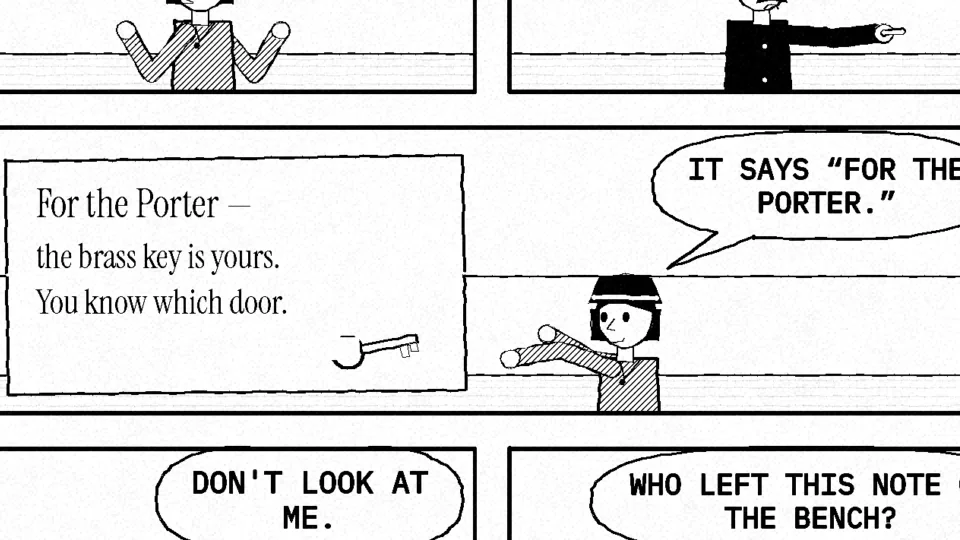 For the Porter —
the brass key is yours.
You know which door.
IT SAYS “FOR THE
PORTER.”
DON'T LOOK AT
ME.
WHO LEFT THIS NOTE
THE BENCH?